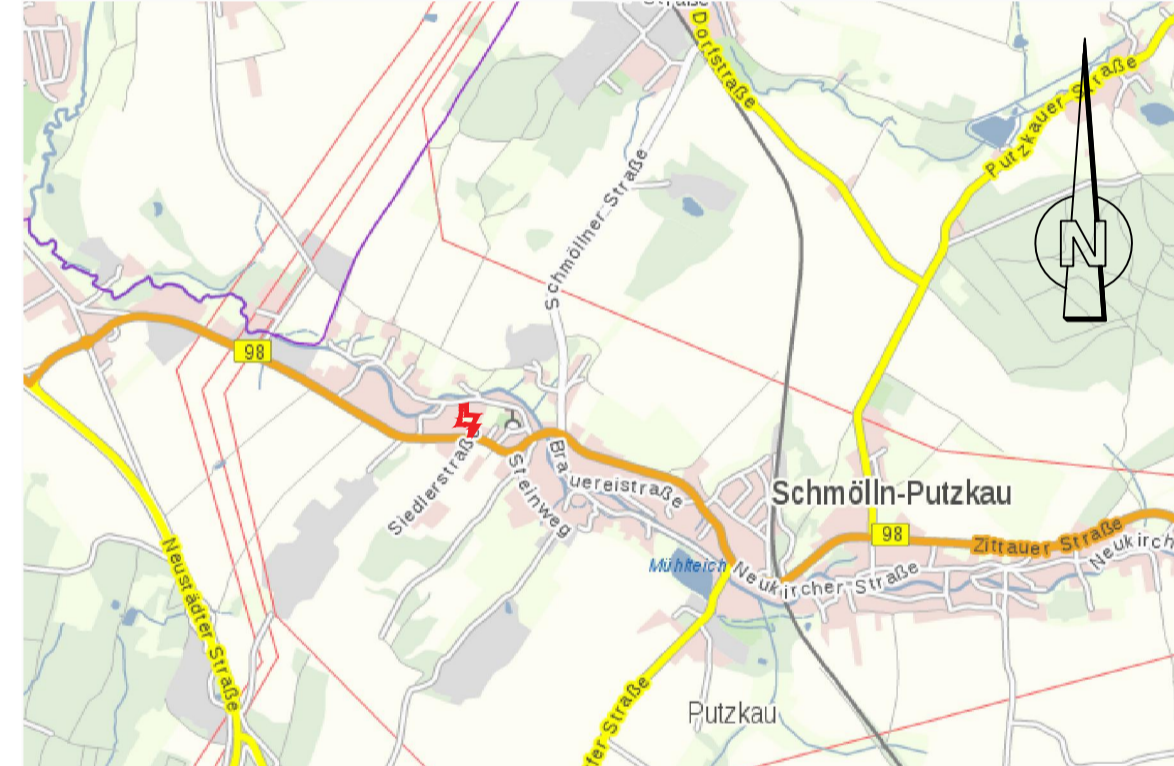 Straße
Dorfstraße
Putzkauer Straße
N
Schmöllner Straße
98
Siedlerstraße
Steinweg
Brauereistraße
Schmölln-Putzkau
98
Zittauer Straße
Mühlteich
Neukircher Straße
Neukirch
Neustädter Straße
Putzkau
fer Straße